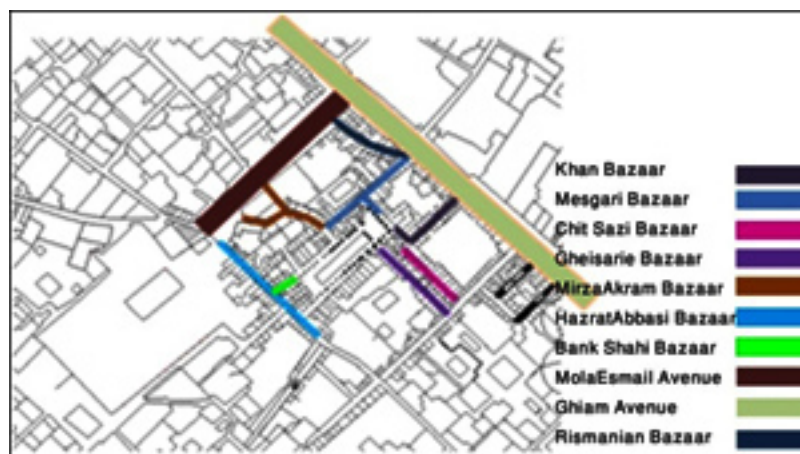 Khan Bazaar
Mesgari Bazaar
Chit Sazi Bazaar
Gheisarie Bazaar
MirzaAkram Bazaar
HazratAbbasi Bazaar
Bank Shahi Bazaar
MolaEsmail Avenue
Ghiam Avenue
Rismanian Bazaar